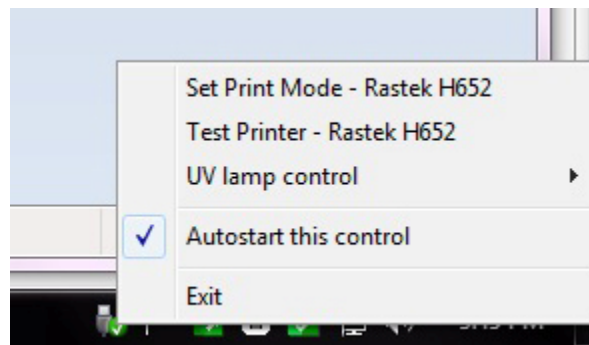 Set Print Mode - Rastek H652
Test Printer - Rastek H652
UV lamp control
Autostart this control
Exit